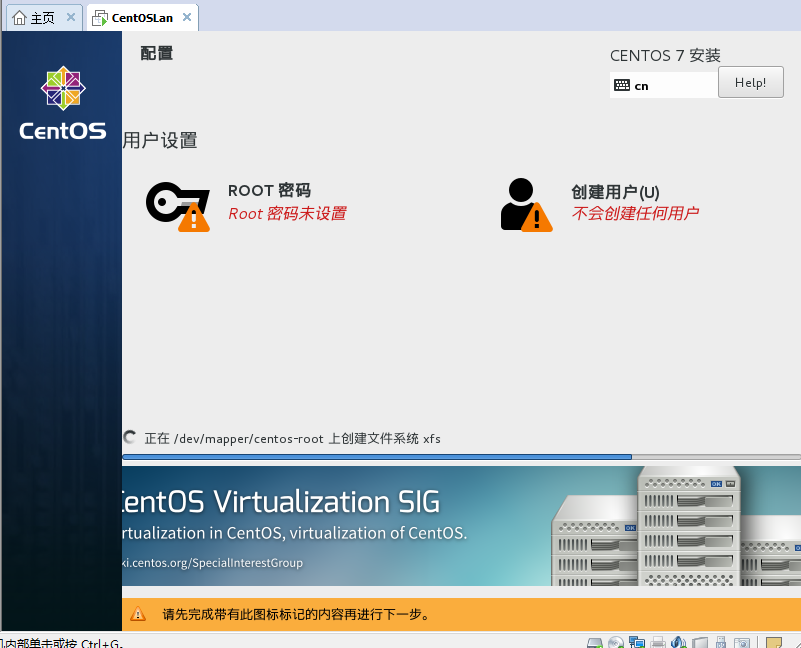 主页
CentOSLan
配置
CENTOS 7 安装
cn
Help!
CentOS
用户设置
ROOT 密码
Root 密码未设置
创建用户(U)
不会创建任何用户
正在 /dev/mapper/centos-root 上创建文件系统 xfs
CentOS Virtualization SIG
rtualization in CentOS, virtualization of CentOS.
ki.centos.org/SpecialInterestGroup
请先完成带有此图标标记的内容再进行下一步。
内部单击或按 Ctrl+G。